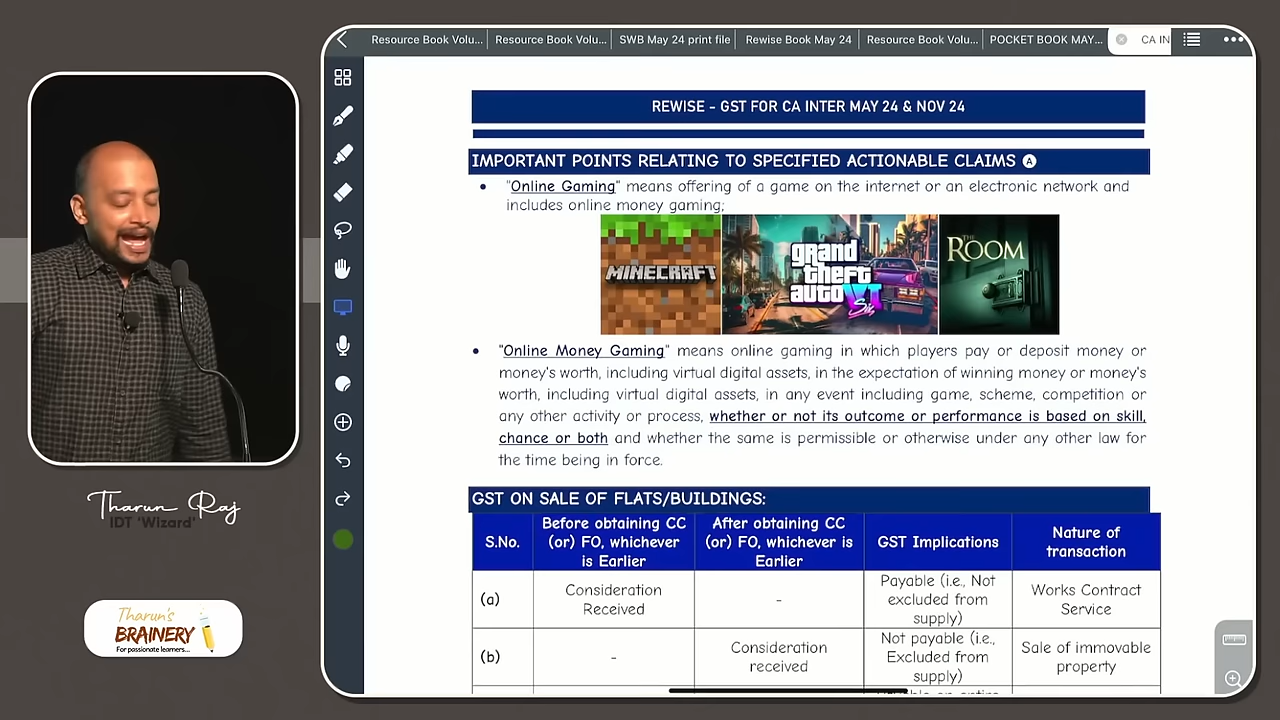 Resource Book Volu...
Resource Book Volu...
SWB May 24 print file
Rewise Book May 24
Resource Book Volu...
POCKET BOOK MAY...
CA IN
REWISE - GST FOR CA INTER MAY 24 & NOV 24
IMPORTANT POINTS RELATING TO SPECIFIED ACTIONABLE CLAIMS A
• "Online Gaming" means offering of a game on the internet or an electronic network and
includes online money gaming;
MINECRAFT
grand
theft
auto VI
Six
THE
ROOM
• "Online Money Gaming" means online gaming in which players pay or deposit money or
money's worth, including virtual digital assets, in the expectation of winning money or money's
worth, including virtual digital assets, in any event including game, scheme, competition or
any other activity or process, whether or not its outcome or performance is based on skill,
chance or both and whether the same is permissible or otherwise under any other law for
the time being in force.
GST ON SALE OF FLATS/BUILDINGS:
S.No.
Before obtaining CC
(or) FO, whichever
is Earlier
After obtaining CC
(or) FO, whichever is
Earlier
GST Implications
Nature of
transaction
(a)
Consideration
Received
-
Payable (i.e., Not
excluded from
supply)
Works Contract
Service
(b)
-
Consideration
received
Not payable (i.e.,
Excluded from
supply)
Sale of immovable
property
Tharun Raj
IDT 'Wizard'
Tharun's
BRAINERY
For passionate learners...